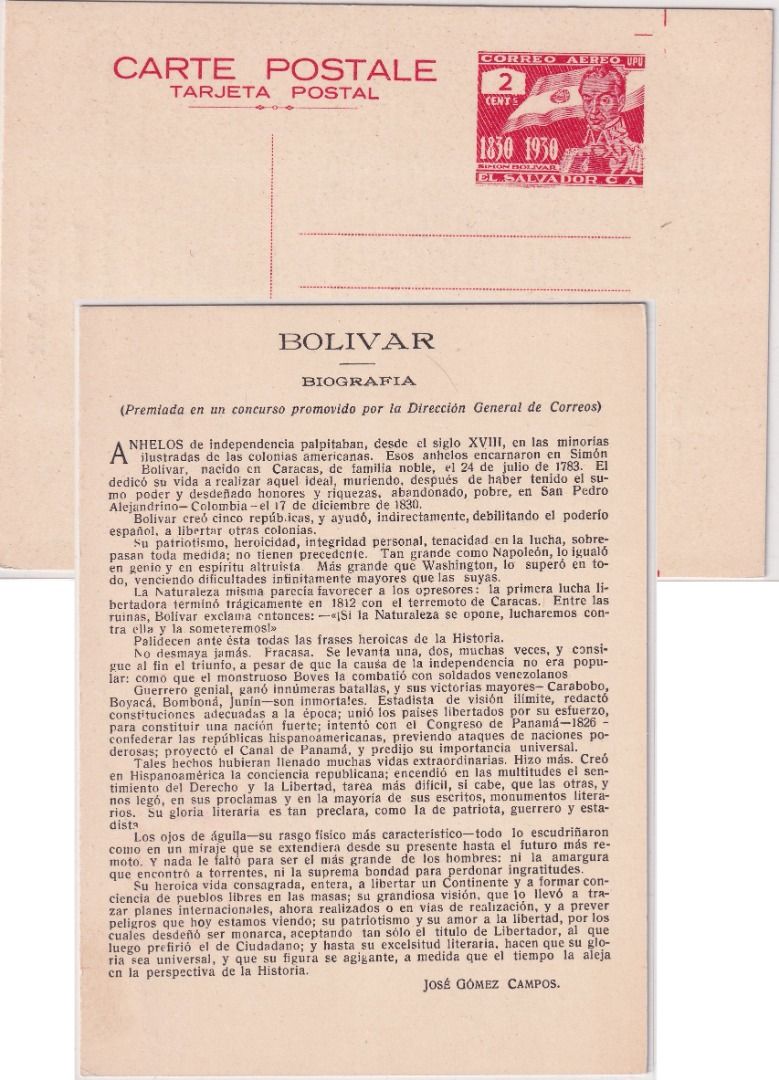 CARTE POSTALE
TARJETA POSTAL
CORREO AEREO UPU
2
CENTS
1830 1930
SIMON BOLIVAR
EL SALVADOR C A
BOLIVAR
BIOGRAFIA
(Premiada en un concurso promovido por la Dirección General de Correos)
ANHELOS de independencia palpitaban, desde el siglo XVIII, en las minorías
ilustradas de las colonias americanas. Esos anhelos encarnaron en Simón
Bolívar, nacido en Caracas, de familia noble, el 24 de julio de 1783. El
dedicó su vida a realizar aquel ideal, muriendo, después de haber tenido el su-
mo poder y desdeñado honores y riquezas, abandonado, pobre, en San Pedro
Alejandrino—Colombia—el 17 de diciembre de 1830.
Bolívar creó cinco repúbicas, y ayudó, indirectamente, debilitando el poderío
español, a libertar otras colonias.
Su patriotismo, heroicidad, integridad personal, tenacidad en la lucha, sobre-
pasan toda medida; no tienen precedente. Tan grande como Napoleón, lo igualó
en genio y en espíritu altruista. Más grande que Washington, lo superó en to-
do, venciendo dificultades infinitamente mayores que las suyas.
La Naturaleza misma parecía favorecer a los opresores: la primera lucha li-
bertadora terminó trágicamente en 1812 con el terremoto de Caracas. Entre las
ruinas, Bolívar exclama entonces:—«¡Si la Naturaleza se opone, lucharemos con-
tra ella y la someteremos!»
Palidecen ante ésta todas las frases heroicas de la Historia.
No desmaya jamás. Fracasa. Se levanta una, dos, muchas veces, y consi-
gue al fin el triunfo, a pesar de que la causa de la independencia no era popu-
lar: como que el monstruoso Boves la combatió con soldados venezolanos
Guerrero genial, ganó innúmeras batallas, y sus victorias mayores—Carabobo,
Boyacá, Bomboná, Junín—son inmortales. Estadista de visión ilímite, redactó
constituciones adecuadas a la época; unió los países libertados por su esfuerzo,
para constituir una nación fuerte; intentó con el Congreso de Panamá—1826 -
confederar las repúblicas hispanoamericanas, previendo ataques de naciones po-
derosas; proyectó el Canal de Panamá, y predijo su importancia universal.
Tales hechos hubieran llenado muchas vidas extraordinarias. Hizo más. Creó
en Hispanoamérica la conciencia republicana; encendió en las multitudes el sen-
timiento del Derecho y la Libertad, tarea más difícil, si cabe, que las otras, y
nos legó, en sus proclamas y en la mayoría de sus escritos, monumentos litera-
rios. Su gloria literaria es tan preclara, como la de patriota, guerrero y esta-
dista
Los ojos de águila—su rasgo físico más característico—todo lo escudriñaron
como en un miraje que se extendiera desde su presente hasta el futuro más re-
moto. Y nada le faltó para ser el más grande de los hombres: ni la amargura
que encontró a torrentes, ni la suprema bondad para perdonar ingratitudes.
Su heroica vida consagrada, entera, a libertar un Continente y a formar con-
ciencia de pueblos libres en las masas; su grandiosa visión, que lo llevó a tra-
zar planes internacionales, ahora realizados o en vías de realización, y a prever
peligros que hoy estamos viendo; su patriotismo y su amor a la libertad, por los
cuales desdeñó ser monarca, aceptando tan sólo el título de Libertador, al que
luego prefirió el de Ciudadano; y hasta su excelsitud literaria, hacen que su glo-
ria sea universal, y que su figura se agigante, a medida que el tiempo la aleja
en la perspectiva de la Historia.
JOSÉ GÓMEZ CAMPOS.